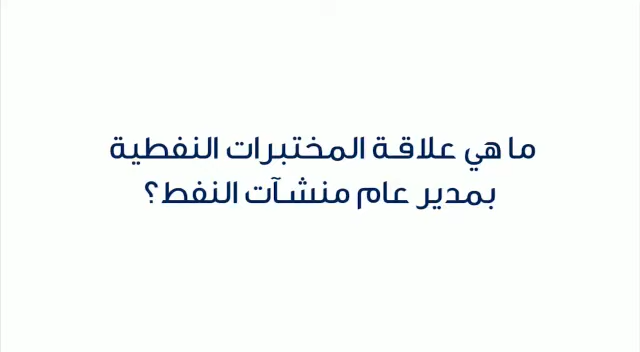 ما هي علاقة المختبرات النفطية
بمدير عام منشآت النفط؟